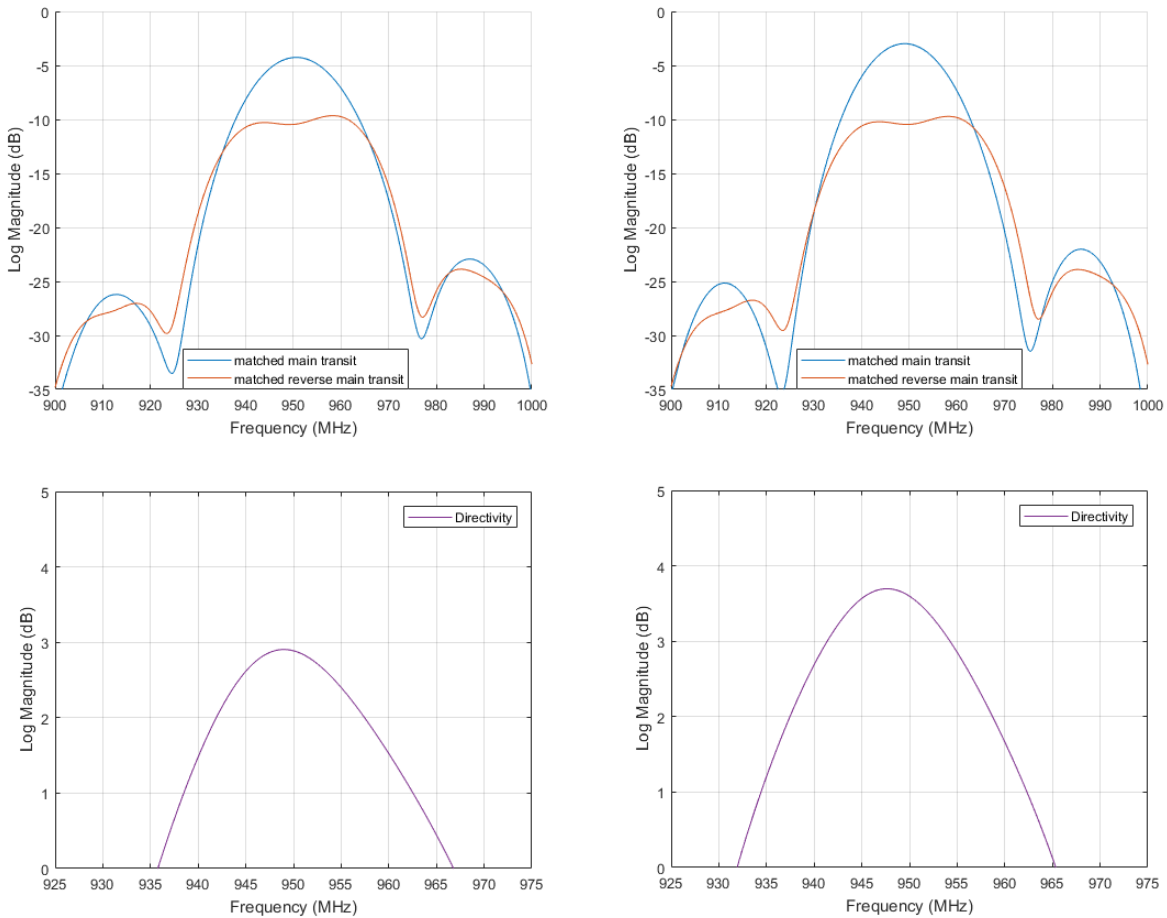 0
-5
-10
-15
-20
-25
-30
-35
Log Magnitude (dB)
matched main transit
matched reverse main transit
900 910 920 930 940 950 960 970 980 990 1000
Frequency (MHz)
0
-5
-10
-15
-20
-25
-30
-35
Log Magnitude (dB)
matched main transit
matched reverse main transit
900 910 920 930 940 950 960 970 980 990 1000
Frequency (MHz)
5
4
3
2
1
0
Log Magnitude (dB)
Directivity
925 930 935 940 945 950 955 960 965 970 975
Frequency (MHz)
5
4
3
2
1
0
Log Magnitude (dB)
Directivity
925 930 935 940 945 950 955 960 965 970 975
Frequency (MHz)